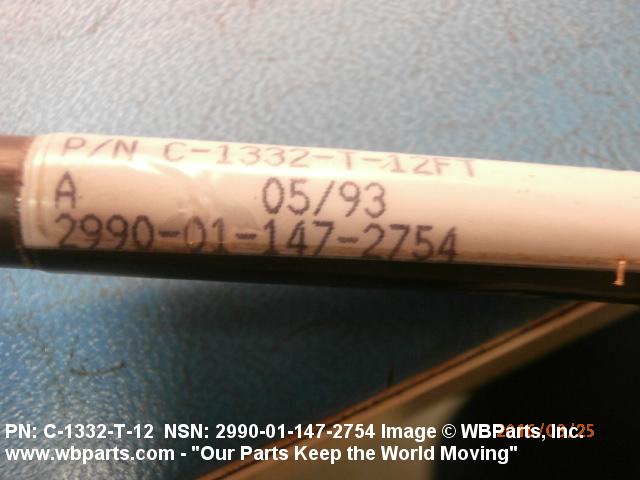 P/N C-1332-T-12FT
A 05/93
2990-01-147-2754
PN: C-1332-T-12 NSN: 2990-01-147-2754 Image © WBParts, Inc.
www.wbparts.com - "Our Parts Keep the World Moving"